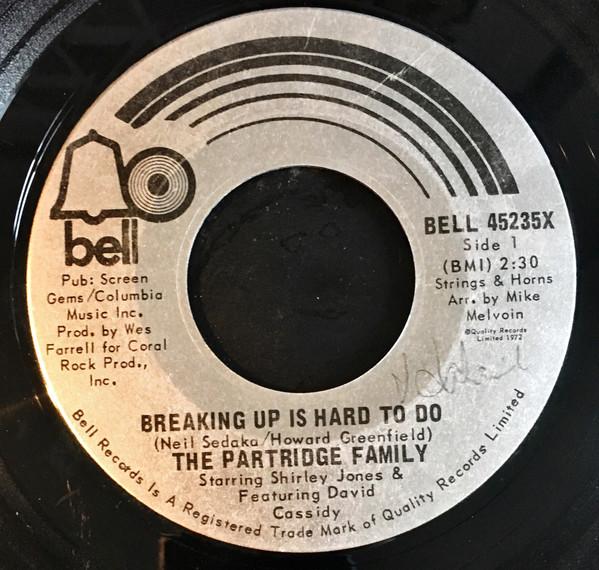 bell
Pub: Screen
Gems/Columbia
Music Inc.
Prod. by Wes
Farrell for Coral
Rock Prod.,
Inc.
BELL 45235X
Side 1
(BMI) 2:30
Strings & Horns
Arr. by Mike
Melvoin
©Quality Records
Limited 1972
BREAKING UP IS HARD TO DO
(Neil Sedaka/Howard Greenfield)
THE PARTRIDGE FAMILY
Starring Shirley Jones &
Featuring David
Cassidy
Bell Records Is A Registered Trade Mark of Quality Records Limited